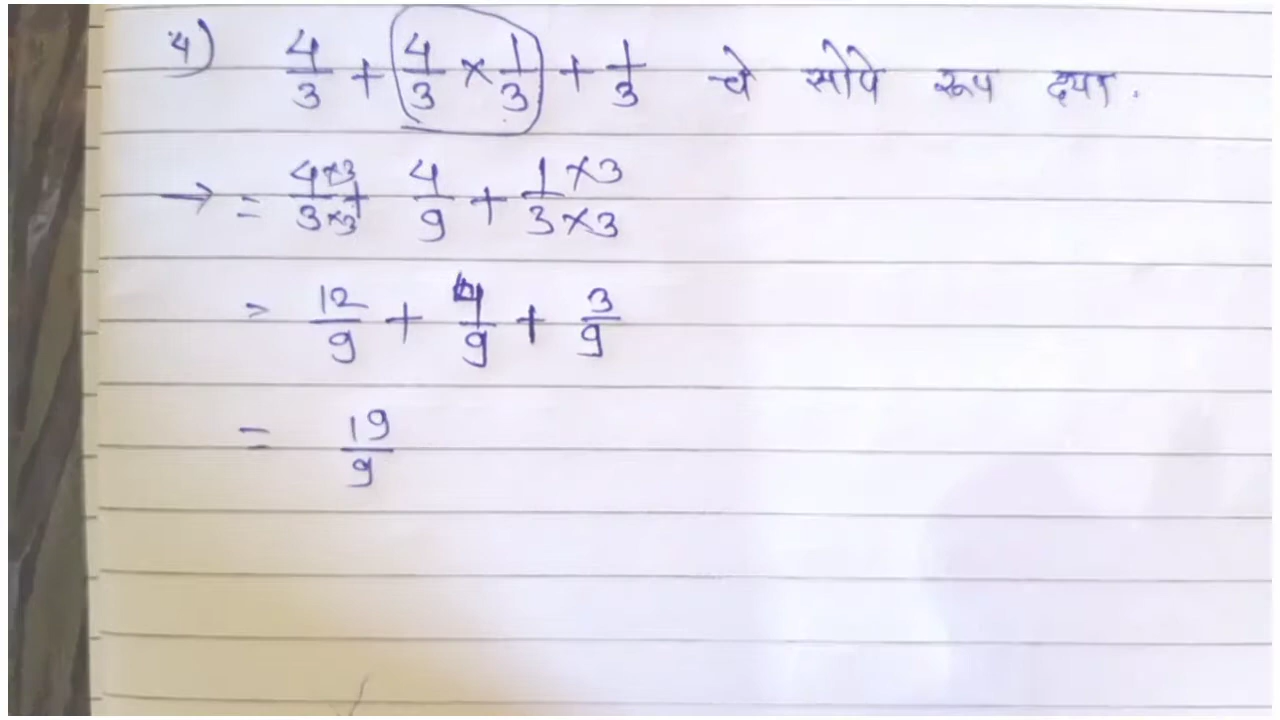 4) 4/3 + 4/3 × 1/3 + 1/3 चे सोपे रूप द्या.
→ = 4×3/3×3 + 4/9 + 1×3/3×3
= 12/9 + 4/9 + 3/9
= 19/9